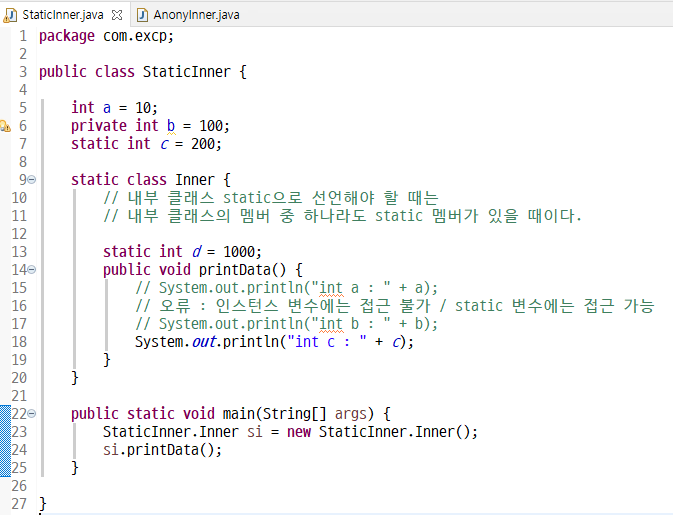 StaticInner.java AnonyInner.java
1 package com.excp;
2
3 public class StaticInner {
4
5 int a = 10;
6 private int b = 100;
7 static int c = 200;
8
9 static class Inner {
10 // 내부 클래스 static으로 선언해야 할 때는
11 // 내부 클래스의 멤버 중 하나라도 static 멤버가 있을 때이다.
12
13 static int d = 1000;
14 public void printData() {
15 // System.out.println("int a : " + a);
16 // 오류 : 인스턴스 변수에는 접근 불가 / static 변수에는 접근 가능
17 // System.out.println("int b : " + b);
18 System.out.println("int c : " + c);
19 }
20 }
21
22 public static void main(String[] args) {
23 StaticInner.Inner si = new StaticInner.Inner();
24 si.printData();
25 }
26
27 }